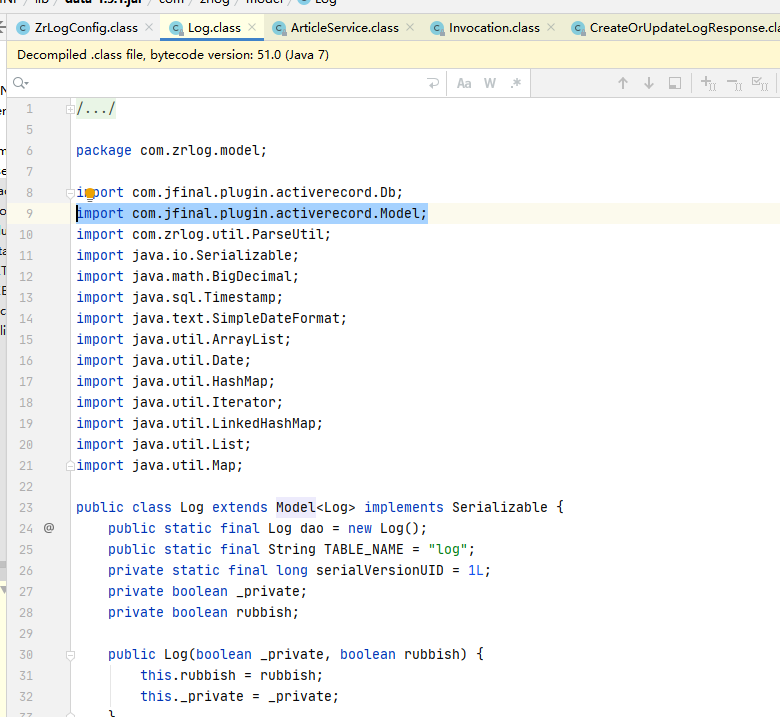 lib data-1.5.1.jar com zrlog model Log
ZrLogConfig.class Log.class ArticleService.class Invocation.class CreateOrUpdateLogResponse.cla
Decompiled .class file, bytecode version: 51.0 (Java 7)
Aa W .*
1 /.../
5
6 package com.zrlog.model;
7
8 import com.jfinal.plugin.activerecord.Db;
9 import com.jfinal.plugin.activerecord.Model;
10 import com.zrlog.util.ParseUtil;
11 import java.io.Serializable;
12 import java.math.BigDecimal;
13 import java.sql.Timestamp;
14 import java.text.SimpleDateFormat;
15 import java.util.ArrayList;
16 import java.util.Date;
17 import java.util.HashMap;
18 import java.util.Iterator;
19 import java.util.LinkedHashMap;
20 import java.util.List;
21 import java.util.Map;
22
23 public class Log extends Model<Log> implements Serializable {
24 @ public static final Log dao = new Log();
25 public static final String TABLE_NAME = "log";
26 private static final long serialVersionUID = 1L;
27 private boolean _private;
28 private boolean rubbish;
29
30 public Log(boolean _private, boolean rubbish) {
31 this.rubbish = rubbish;
32 this._private = _private;
33 }